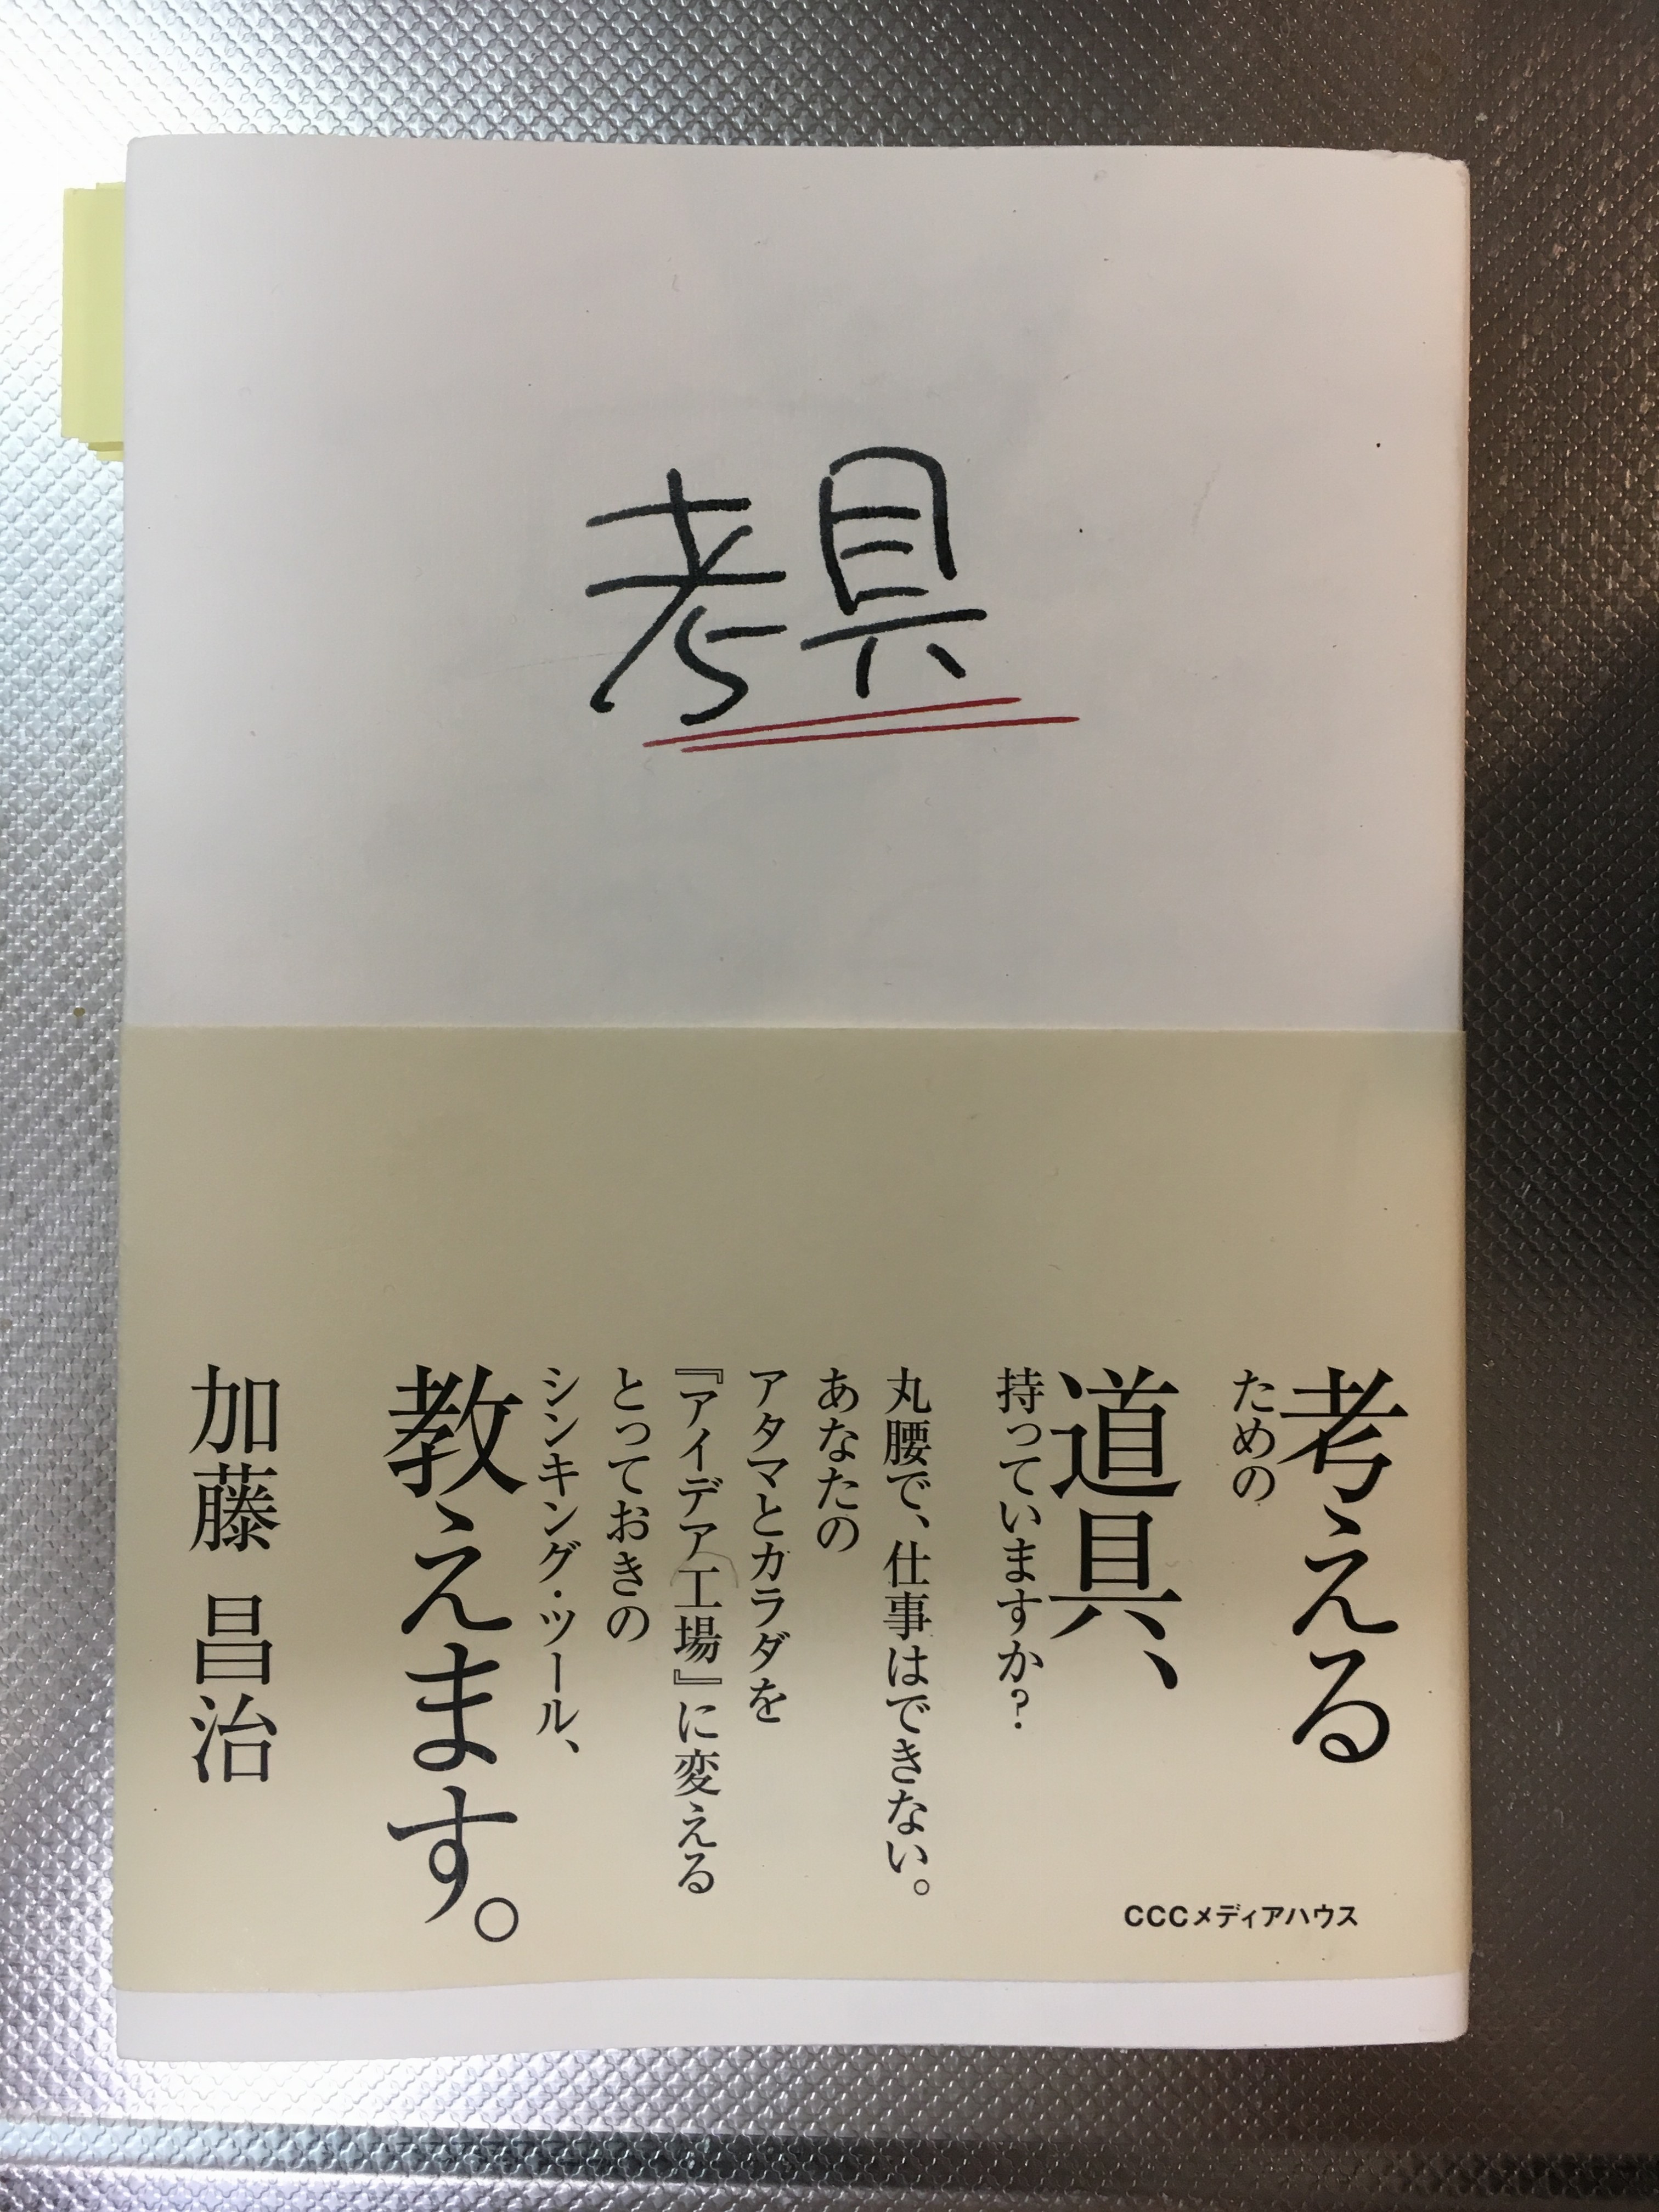 考具
考える
ための
道具、
持っていますか?
丸腰で、仕事はできない。
あなたの
アタマとカラダを
『アイデア工場』に変える
とっておきの
シンキング・ツール、
教えます。
加藤 昌治
CCCメディアハウス